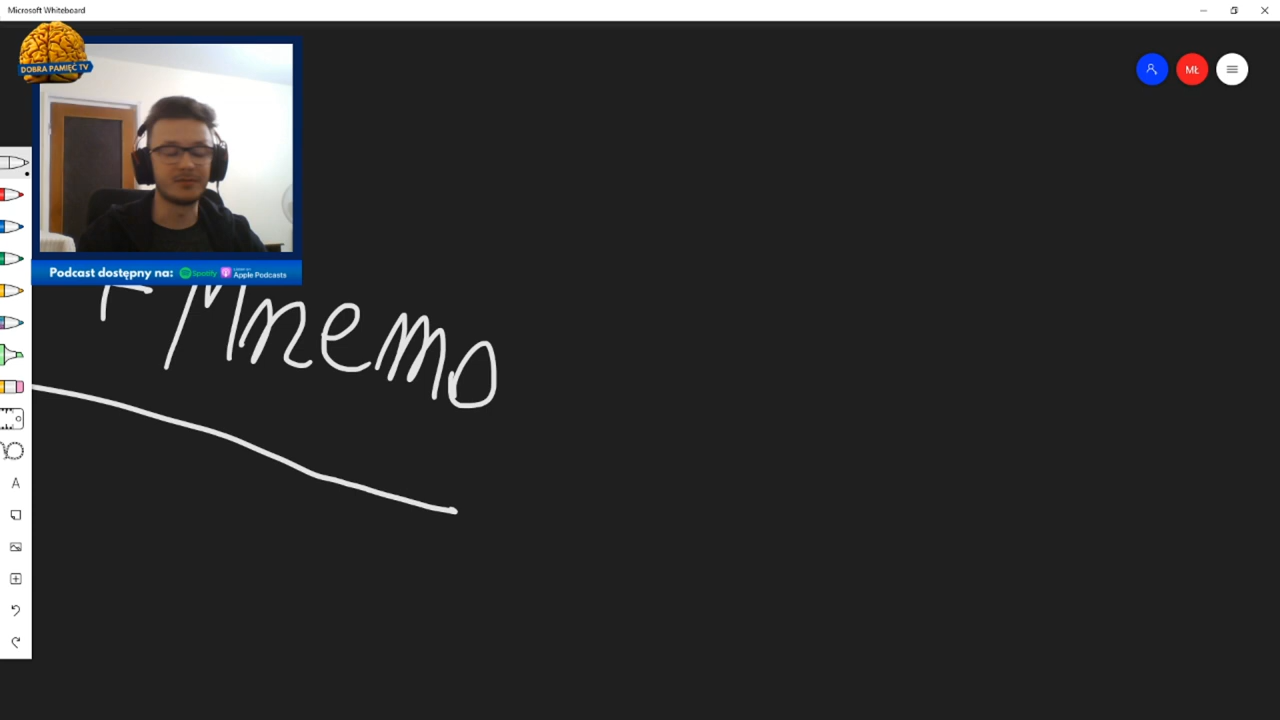 Microsoft Whiteboard
DOBRA PAMIĘĆ TV
MŁ
Podcast dostępny na: Spotify Apple Podcasts
Mnemo
A